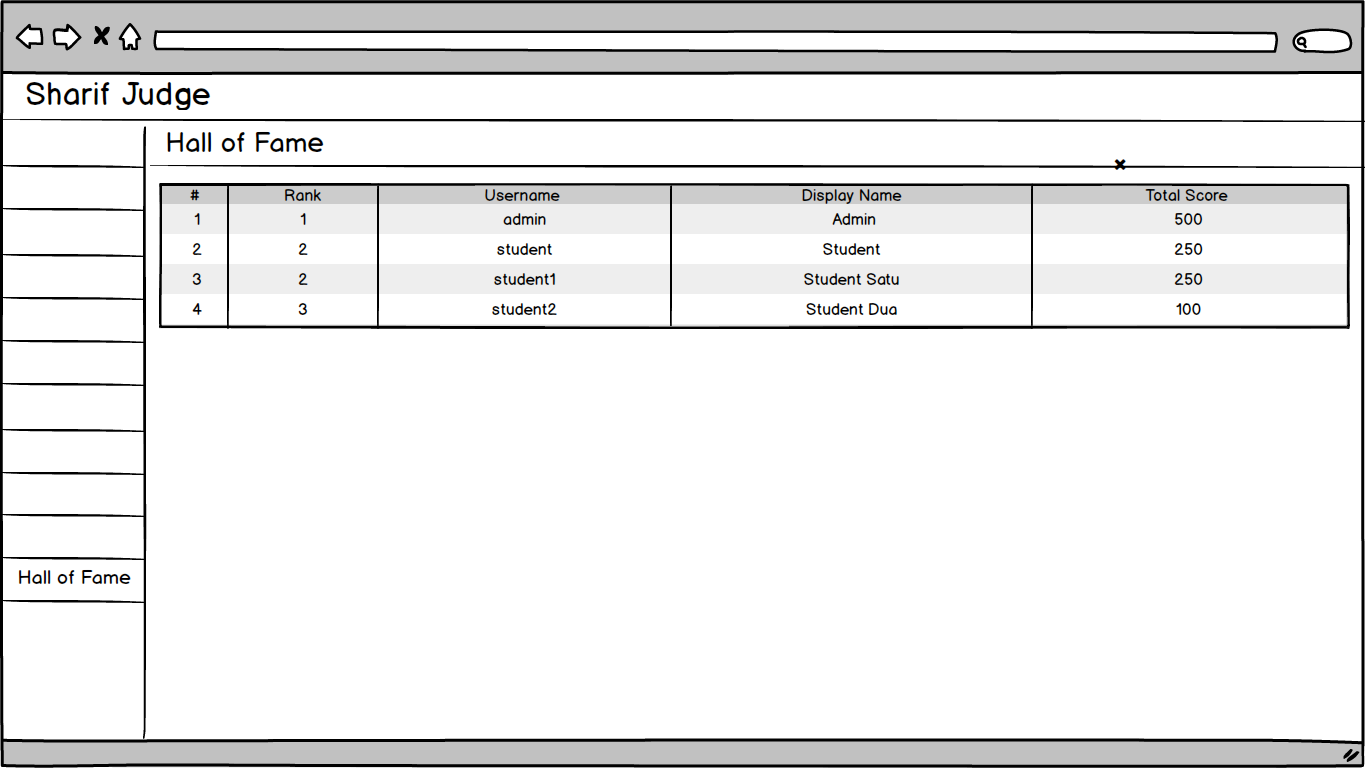 Sharif Judge
Hall of Fame
# Rank Username Display Name Total Score
1 1 admin Admin 500
2 2 student Student 250
3 2 student1 Student Satu 250
4 3 student2 Student Dua 100
Hall of Fame